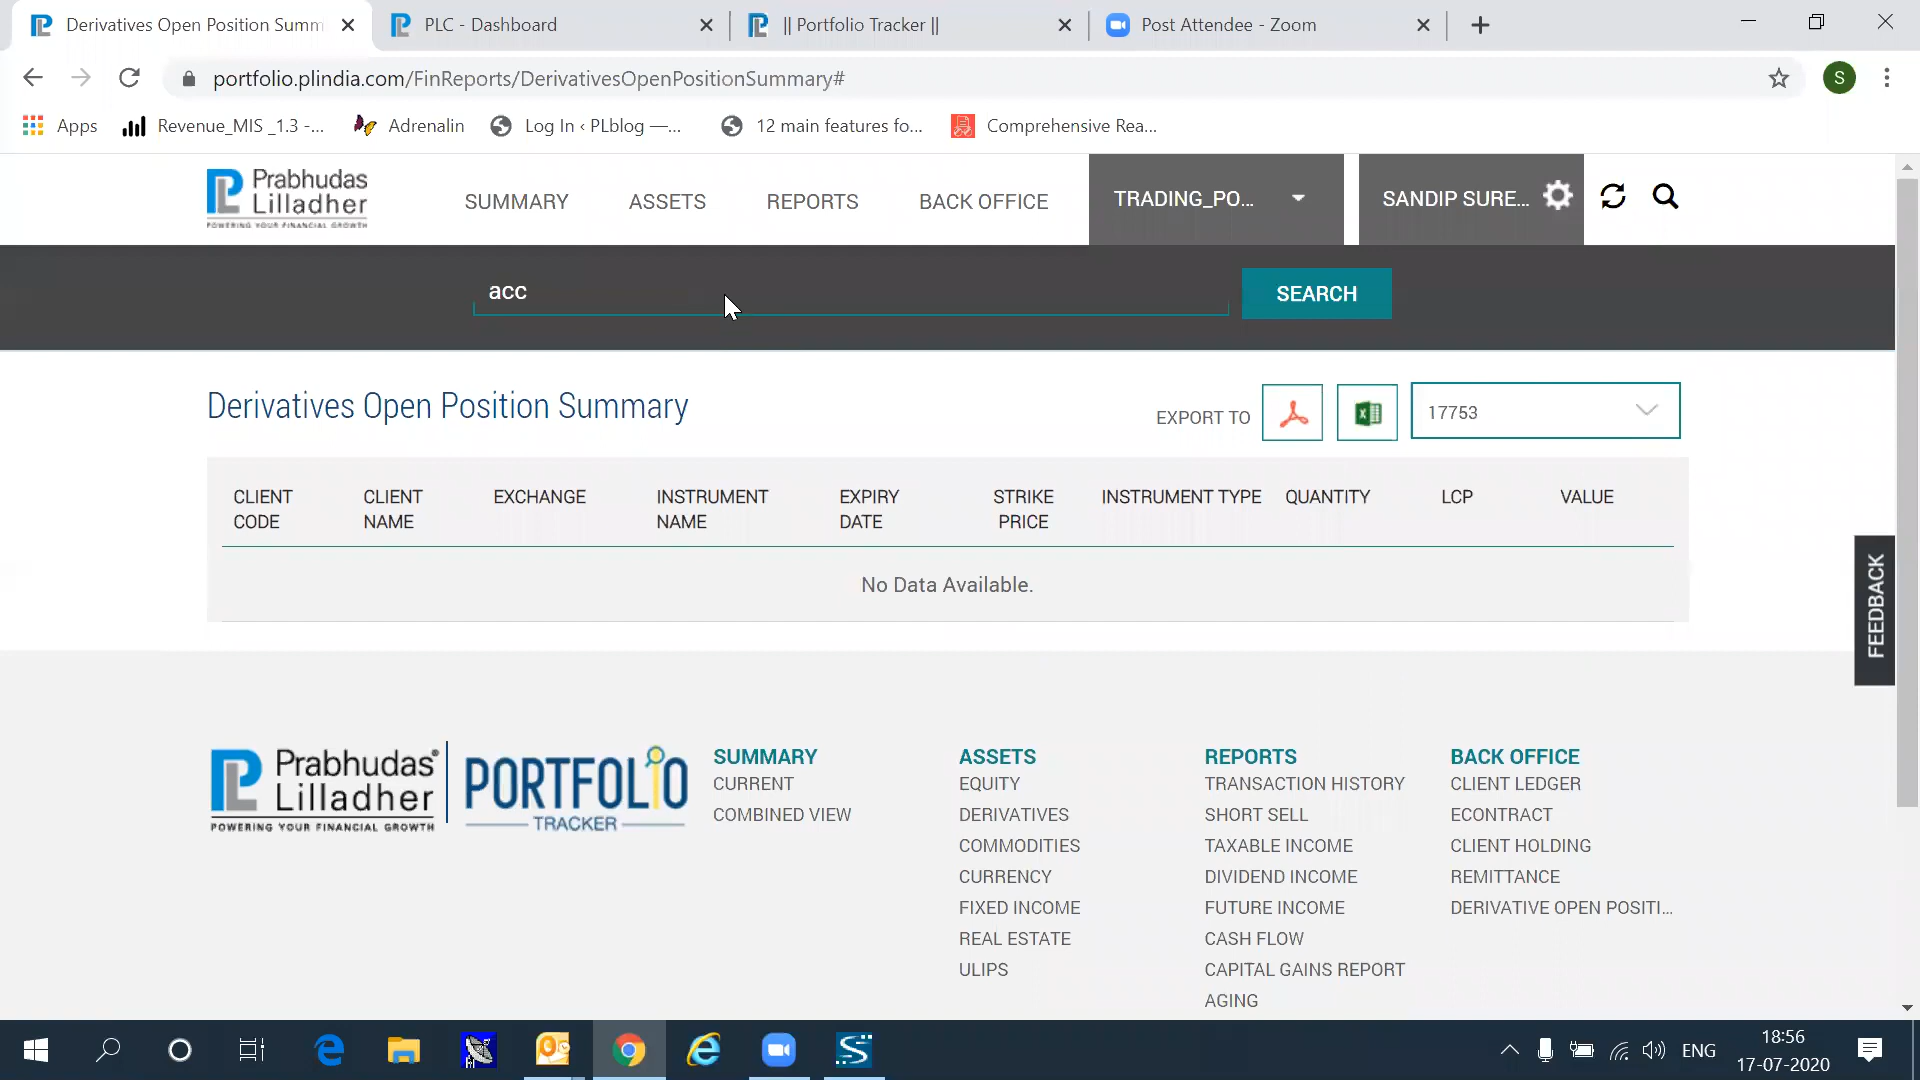 Derivatives Open Position Summ
PLC - Dashboard
|| Portfolio Tracker ||
Post Attendee - Zoom
portfolio.plindia.com/FinReports/DerivativesOpenPositionSummary#
S
Apps
Revenue_MIS _1.3 -...
Adrenalin
Log In ‹ PLblog —...
12 main features fo...
Comprehensive Rea...
Prabhudas
Lilladher
POWERING YOUR FINANCIAL GROWTH
SUMMARY
ASSETS
REPORTS
BACK OFFICE
TRADING_PO...
SANDIP SURE...
acc
SEARCH
Derivatives Open Position Summary
EXPORT TO
17753
CLIENT CODE
CLIENT NAME
EXCHANGE
INSTRUMENT NAME
EXPIRY DATE
STRIKE PRICE
INSTRUMENT TYPE
QUANTITY
LCP
VALUE
No Data Available.
FEEDBACK
Prabhudas®
Lilladher
POWERING YOUR FINANCIAL GROWTH
PORTFOLIO
TRACKER
SUMMARY
CURRENT
COMBINED VIEW
ASSETS
EQUITY
DERIVATIVES
COMMODITIES
CURRENCY
FIXED INCOME
REAL ESTATE
ULIPS
REPORTS
TRANSACTION HISTORY
SHORT SELL
TAXABLE INCOME
DIVIDEND INCOME
FUTURE INCOME
CASH FLOW
CAPITAL GAINS REPORT
AGING
BACK OFFICE
CLIENT LEDGER
ECONTRACT
CLIENT HOLDING
REMITTANCE
DERIVATIVE OPEN POSITI...
ENG
18:56
17-07-2020